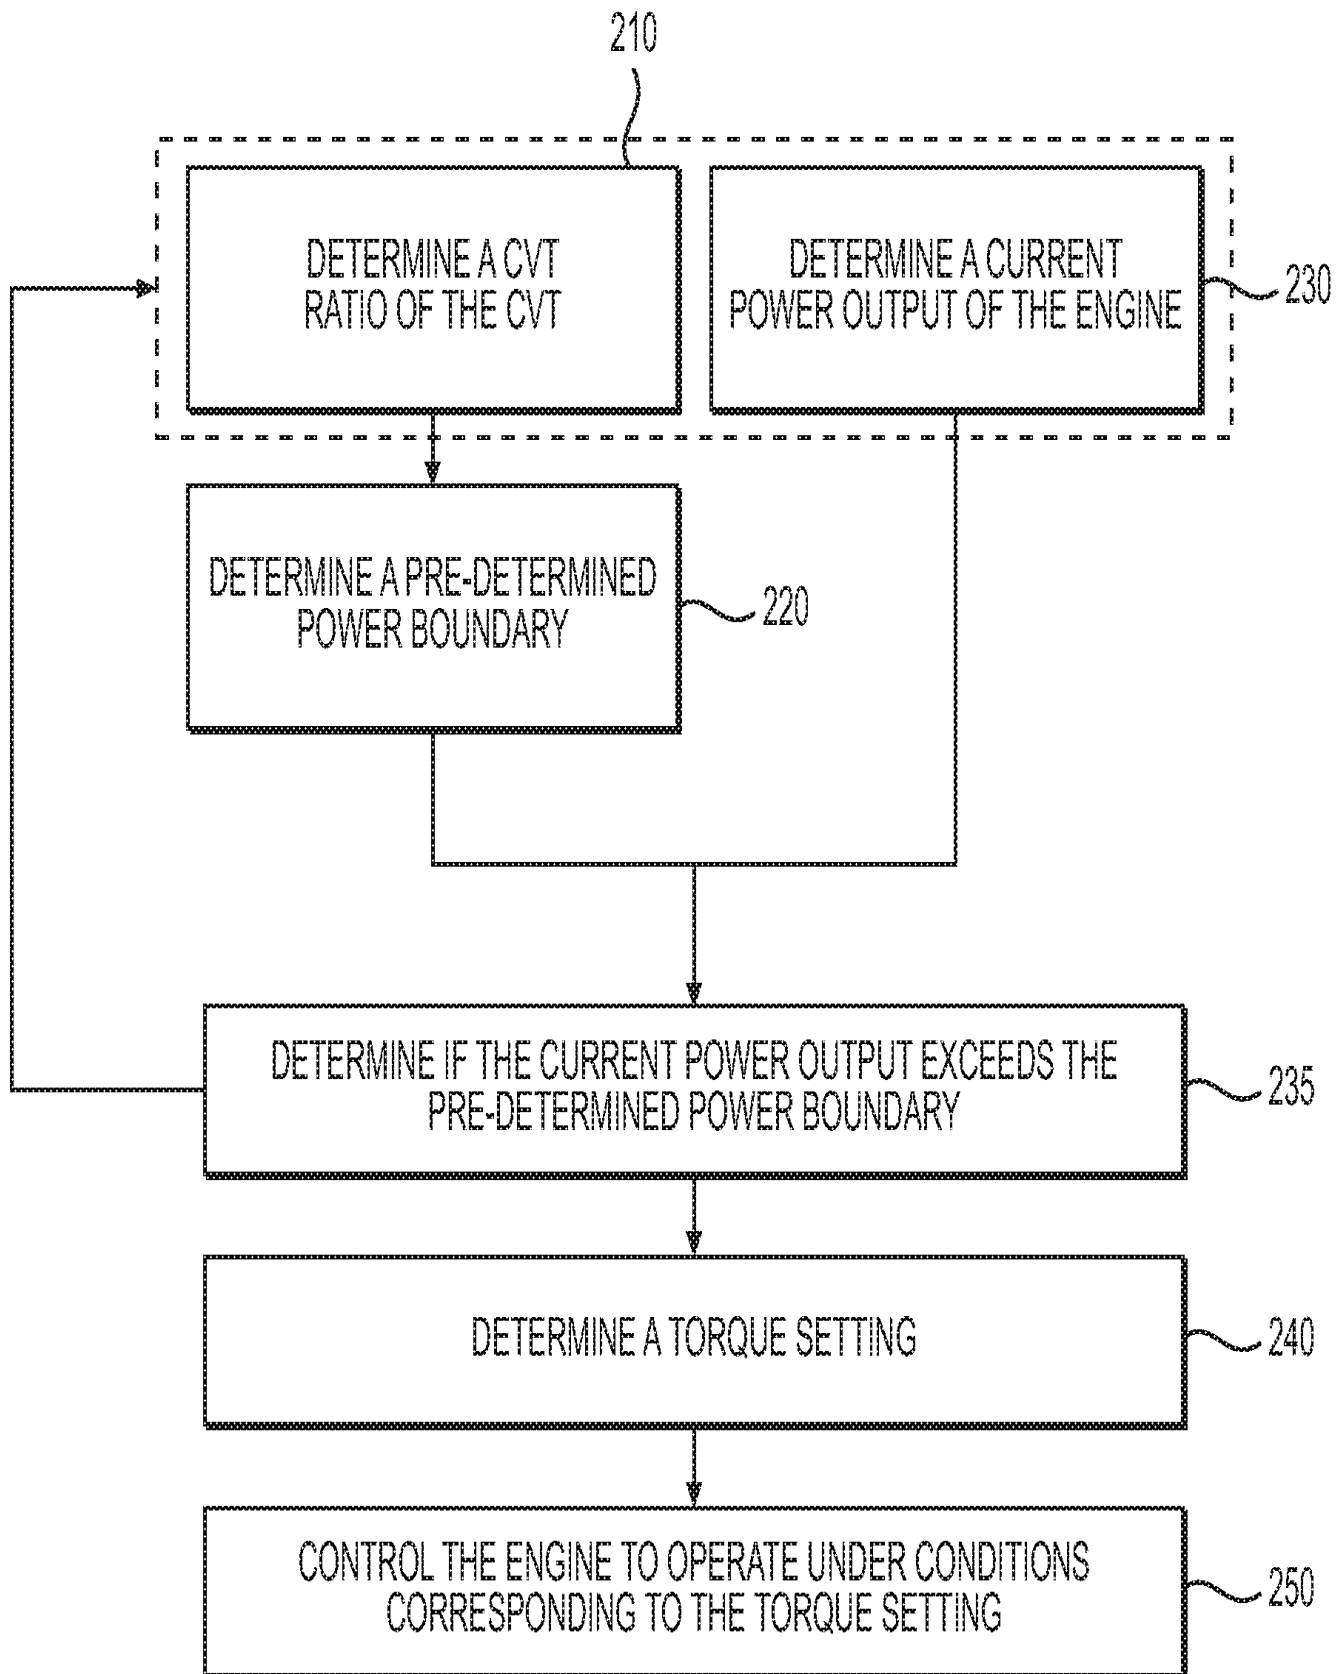 210
DETERMINE A CVT
RATIO OF THE CVT
DETERMINE A CURRENT
POWER OUTPUT OF THE ENGINE
230
DETERMINE A PRE-DETERMINED
POWER BOUNDARY
220
DETERMINE IF THE CURRENT POWER OUTPUT EXCEEDS THE
PRE-DETERMINED POWER BOUNDARY
235
DETERMINE A TORQUE SETTING
240
CONTROL THE ENGINE TO OPERATE UNDER CONDITIONS
CORRESPONDING TO THE TORQUE SETTING
250